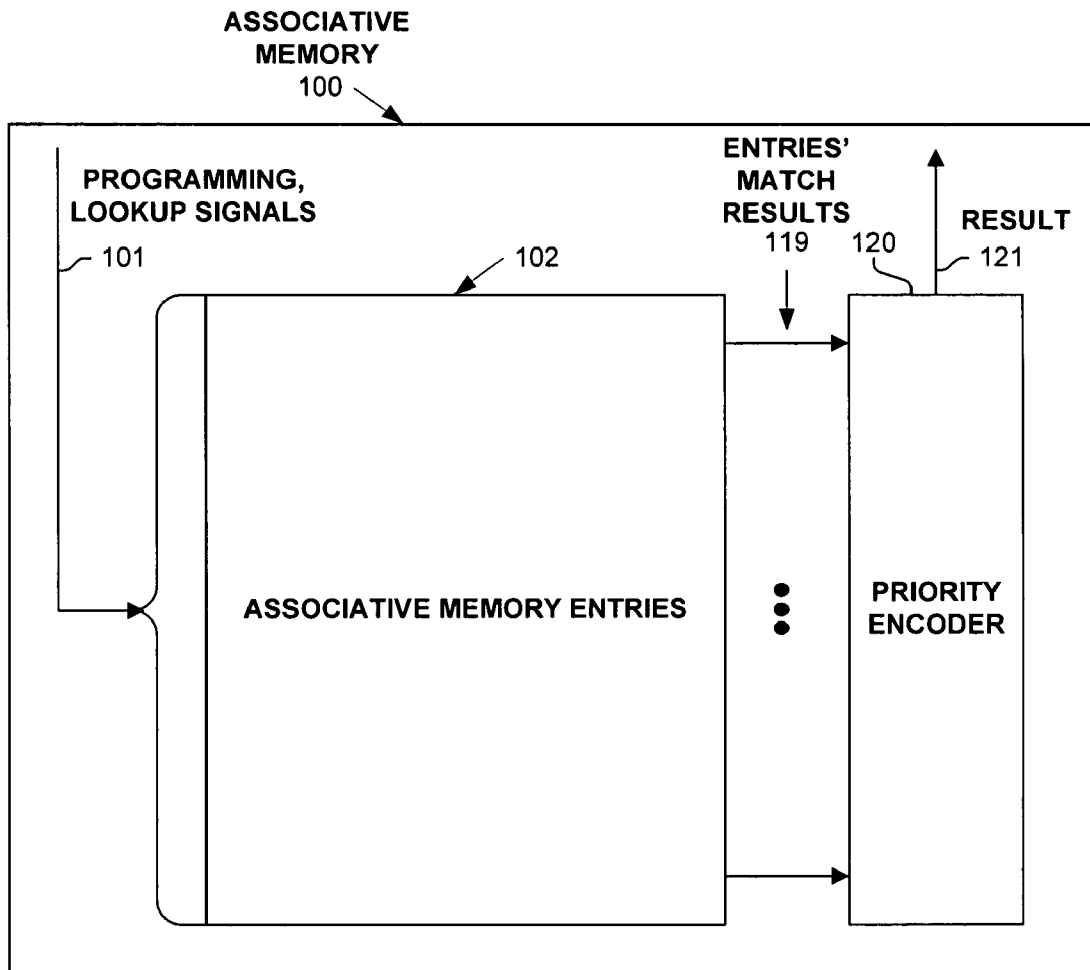 ASSOCIATIVE
MEMORY
100
PROGRAMMING,
LOOKUP SIGNALS
101
102
ENTRIES'
MATCH
RESULTS
119
120
RESULT
121
ASSOCIATIVE MEMORY ENTRIES
PRIORITY
ENCODER